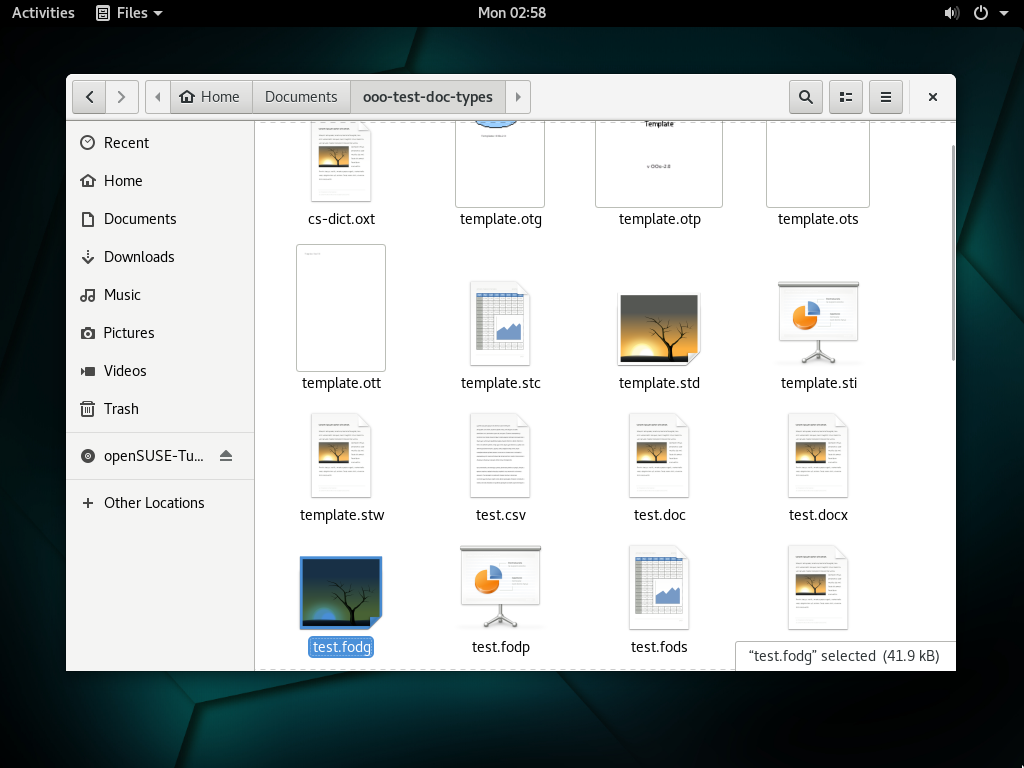 Activities
Files
Mon 02:58
Home
Documents
ooo-test-doc-types
Recent
Home
Documents
Downloads
Music
Pictures
Videos
Trash
openSUSE-Tu...
Other Locations
Template
v OOo-2.0
cs-dict.oxt
template.otg
template.otp
template.ots
template.ott
template.stc
template.std
template.sti
template.stw
test.csv
test.doc
test.docx
test.fodg
test.fodp
test.fods
“test.fodg” selected (41.9 kB)